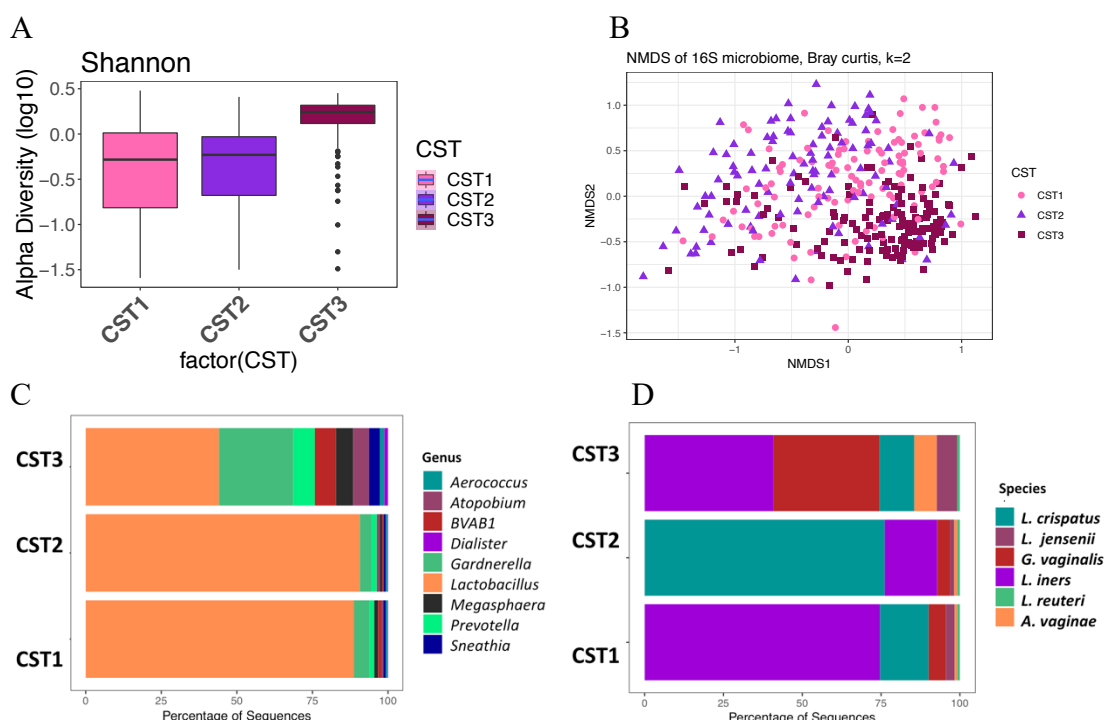 A
Shannon
Alpha Diversity (log10)
0.5
0.0
−0.5
−1.0
−1.5
CST1
CST2
CST3
factor(CST)
CST
CST1
CST2
CST3
B
NMDS of 16S microbiome, Bray curtis, k=2
NMDS2
1.0
0.5
0.0
−0.5
−1.0
−1.5
−1
0
1
NMDS1
CST
CST1
CST2
CST3
C
CST3
CST2
CST1
0
25
50
75
100
Percentage of Sequences
Genus
Aerococcus
Atopobium
BVAB1
Dialister
Gardnerella
Lactobacillus
Megasphaera
Prevotella
Sneathia
D
CST3
CST2
CST1
0
25
50
75
100
Percentage of Sequences
Species
L. crispatus
L. jensenii
G. vaginalis
L. iners
L. reuteri
A. vaginae